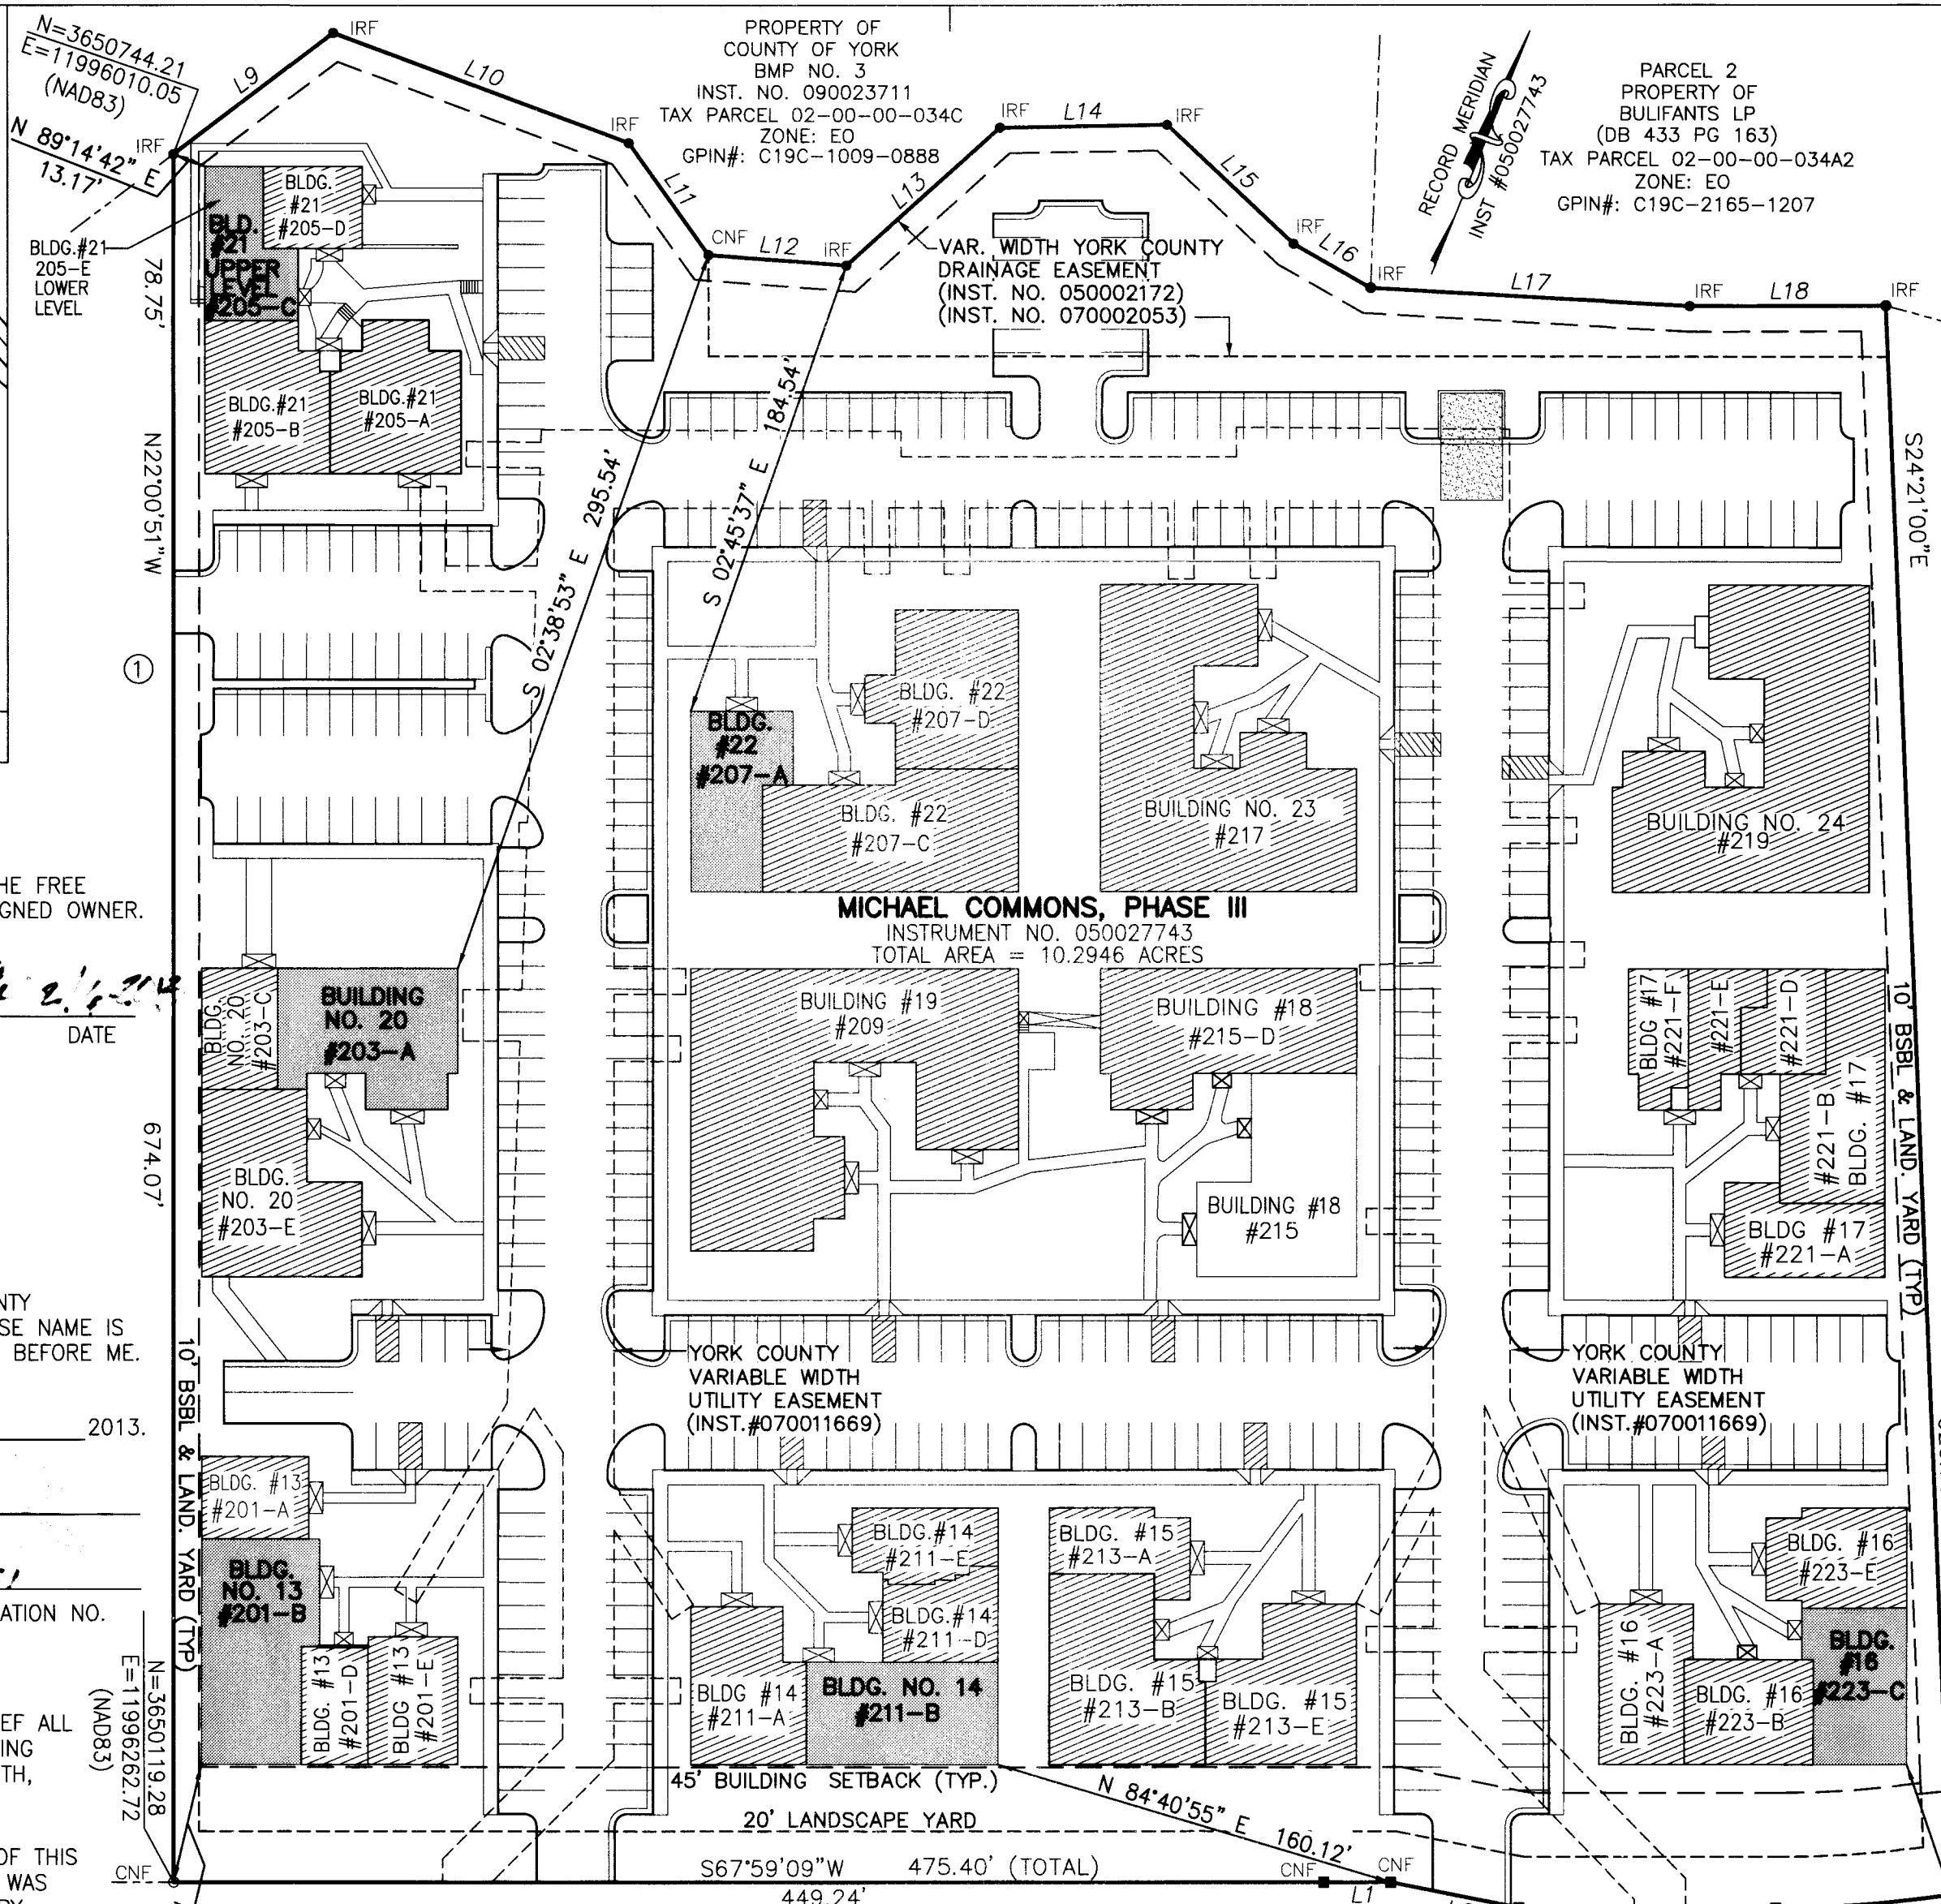 N=3650744.21
E=11996010.05
(NAD83)
N 89°14'42" E
13.17'
IRF
L9
IRF
L10
IRF
L11
CNF
L12
IRF
L13
L14
IRF
L15
L16
IRF
L17
IRF
L18
IRF
PROPERTY OF
COUNTY OF YORK
BMP NO. 3
INST. NO. 090023711
TAX PARCEL 02-00-00-034C
ZONE: EO
GPIN#: C19C-1009-0888
RECORD MERIDIAN
INST #050027743
PARCEL 2
PROPERTY OF
BULIFANTS LP
(DB 433 PG 163)
TAX PARCEL 02-00-00-034A2
ZONE: EO
GPIN#: C19C-2165-1207
VAR. WIDTH YORK COUNTY
DRAINAGE EASEMENT
(INST. NO. 050002172)
(INST. NO. 070002053)
BLDG.#21
205-E
LOWER
LEVEL
BLD.
#21
UPPER
LEVEL
#205-C
BLDG.
#21
#205-D
BLDG.#21
#205-B
BLDG.#21
#205-A
78.75'
N22°00'51"W
674.07'
S 02°38'53" E 295.54'
S 02°45'37" E 184.54'
S24°21'00"E
1
BLDG.
#22
#207-A
BLDG. #22
#207-D
BLDG. #22
#207-C
BUILDING NO. 23
#217
BUILDING NO. 24
#219
MICHAEL COMMONS, PHASE III
INSTRUMENT NO. 050027743
TOTAL AREA = 10.2946 ACRES
HE FREE
GNED OWNER.
DATE
BLDG.
NO. 20
#203-C
BUILDING
NO. 20
#203-A
BLDG.
NO. 20
#203-E
BUILDING #19
#209
BUILDING #18
#215-D
BUILDING #18
#215
BLDG #17
#221-F
#221-E
#221-D
#221-B
BLDG. #17
BLDG #17
#221-A
10' BSBL & LAND. YARD (TYP)
NTY
SE NAME IS
BEFORE ME.
2013.
10' BSBL & LAND. YARD (TYP)
YORK COUNTY
VARIABLE WIDTH
UTILITY EASEMENT
(INST.#070011669)
YORK COUNTY
VARIABLE WIDTH
UTILITY EASEMENT
(INST.#070011669)
BLDG. #13
#201-A
BLDG.
NO. 13
#201-B
BLDG. #13
#201-D
BLDG #13
#201-E
BLDG.#14
#211-E
BLDG.#14
#211-D
BLDG #14
#211-A
BLDG. NO. 14
#211-B
BLDG. #15
#213-A
BLDG. #15
#213-B
BLDG. #15
#213-E
BLDG. #16
#223-E
BLDG. #16
#223-A
BLDG. #16
#223-B
BLDG.
#16
#223-C
ATION NO.
EF ALL
ING
TH,
OF THIS
WAS
N=3650119.28
E=11996262.72
(NAD83)
45' BUILDING SETBACK (TYP.)
20' LANDSCAPE YARD
N 84°40'55" E 160.12'
CNF
S67°59'09"W 475.40' (TOTAL)
449.24'
CNF
CNF
L1